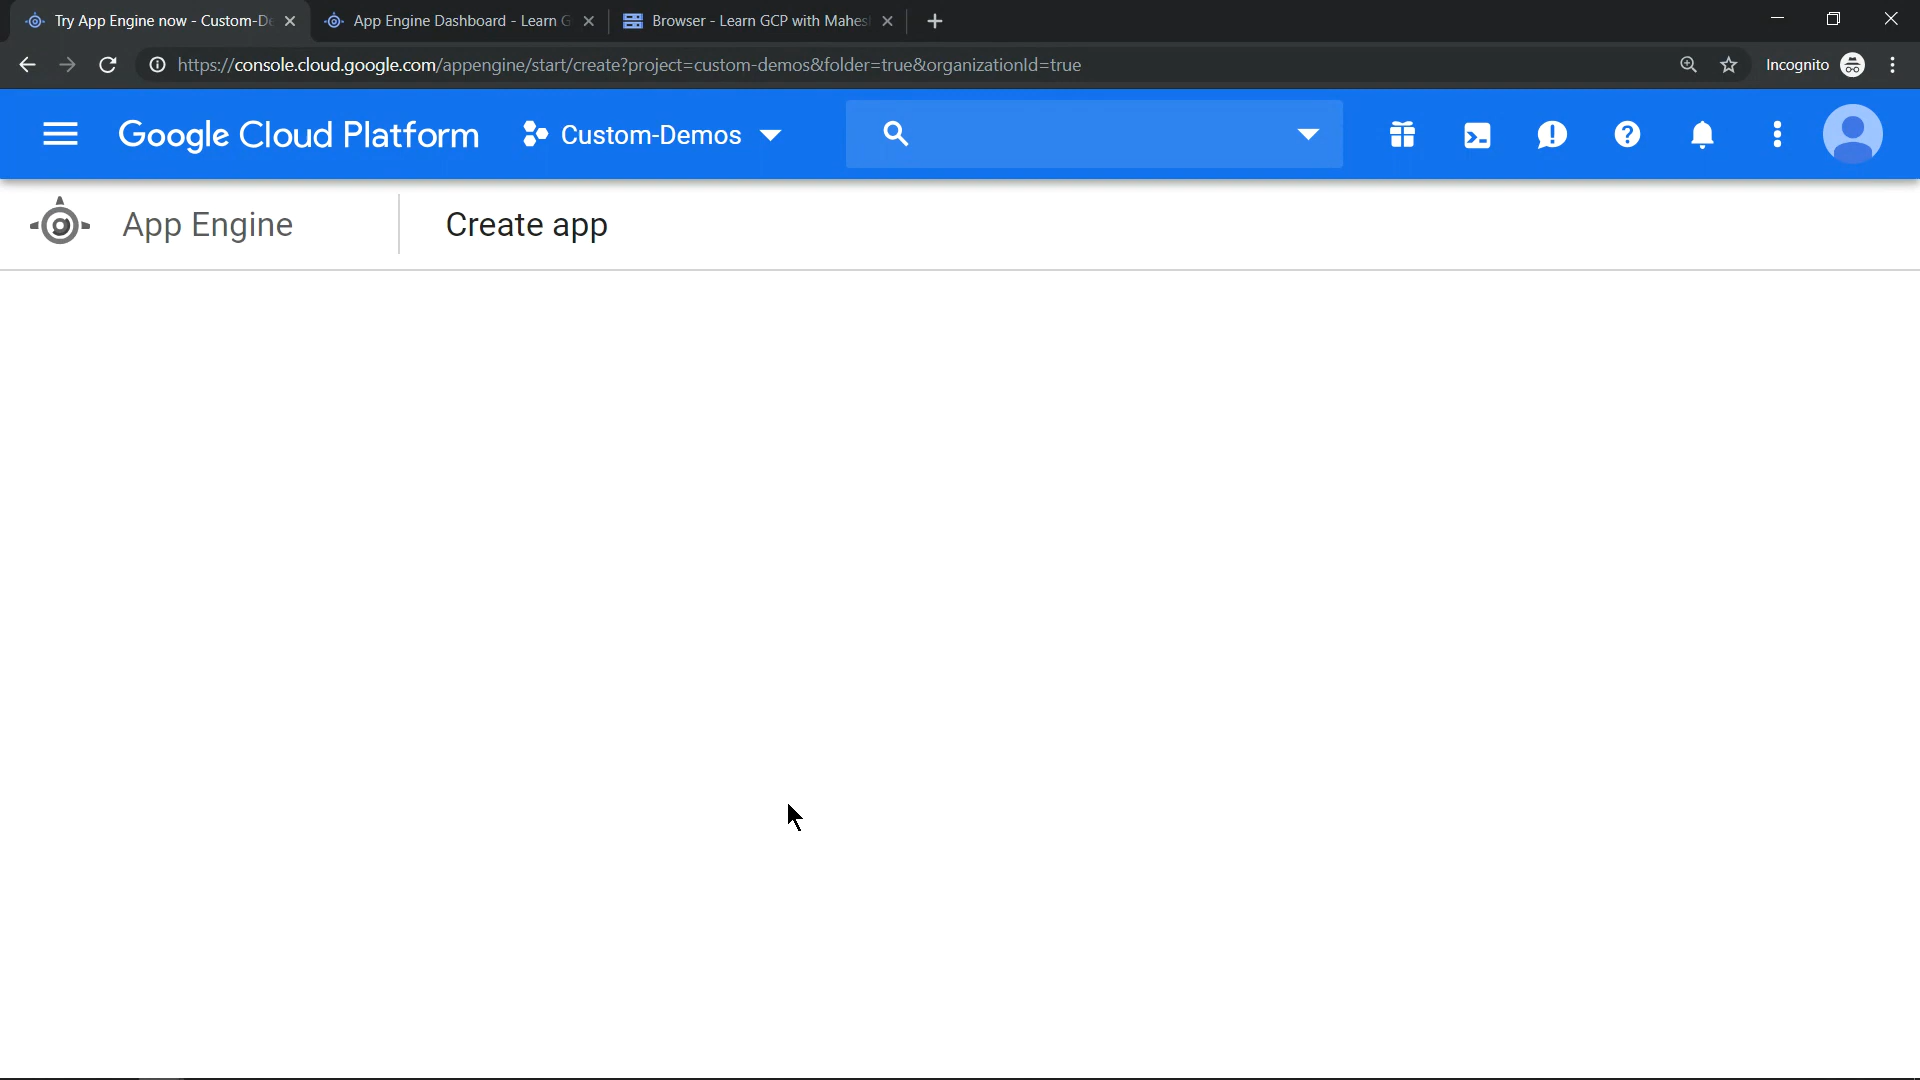 Try App Engine now - Custom-De
App Engine Dashboard - Learn G
Browser - Learn GCP with Mahes
https://console.cloud.google.com/appengine/start/create?project=custom-demos&folder=true&organizationId=true
Incognito
Google Cloud Platform
Custom-Demos
App Engine
Create app